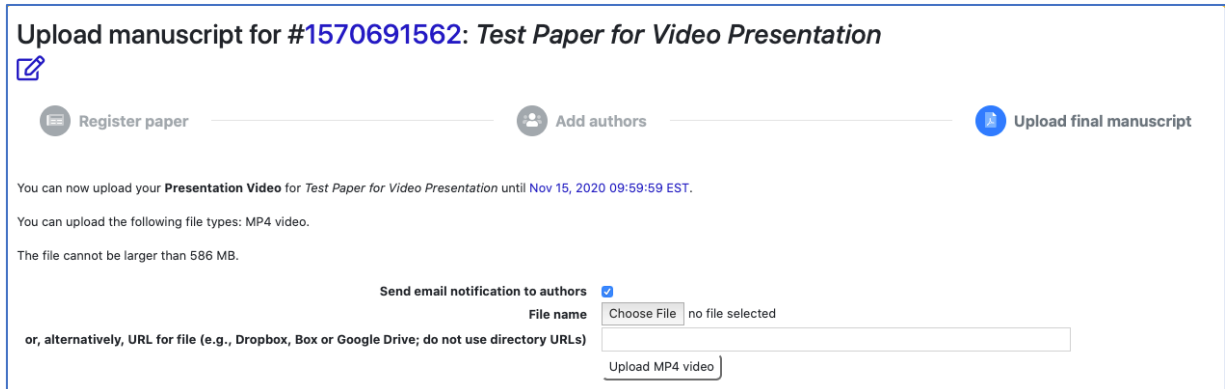 Upload manuscript for #1570691562: Test Paper for Video Presentation
Register paper
Add authors
Upload final manuscript
You can now upload your Presentation Video for Test Paper for Video Presentation until Nov 15, 2020 09:59:59 EST.
You can upload the following file types: MP4 video.
The file cannot be larger than 586 MB.
Send email notification to authors
File name Choose File no file selected
or, alternatively, URL for file (e.g., Dropbox, Box or Google Drive; do not use directory URLs)
Upload MP4 video